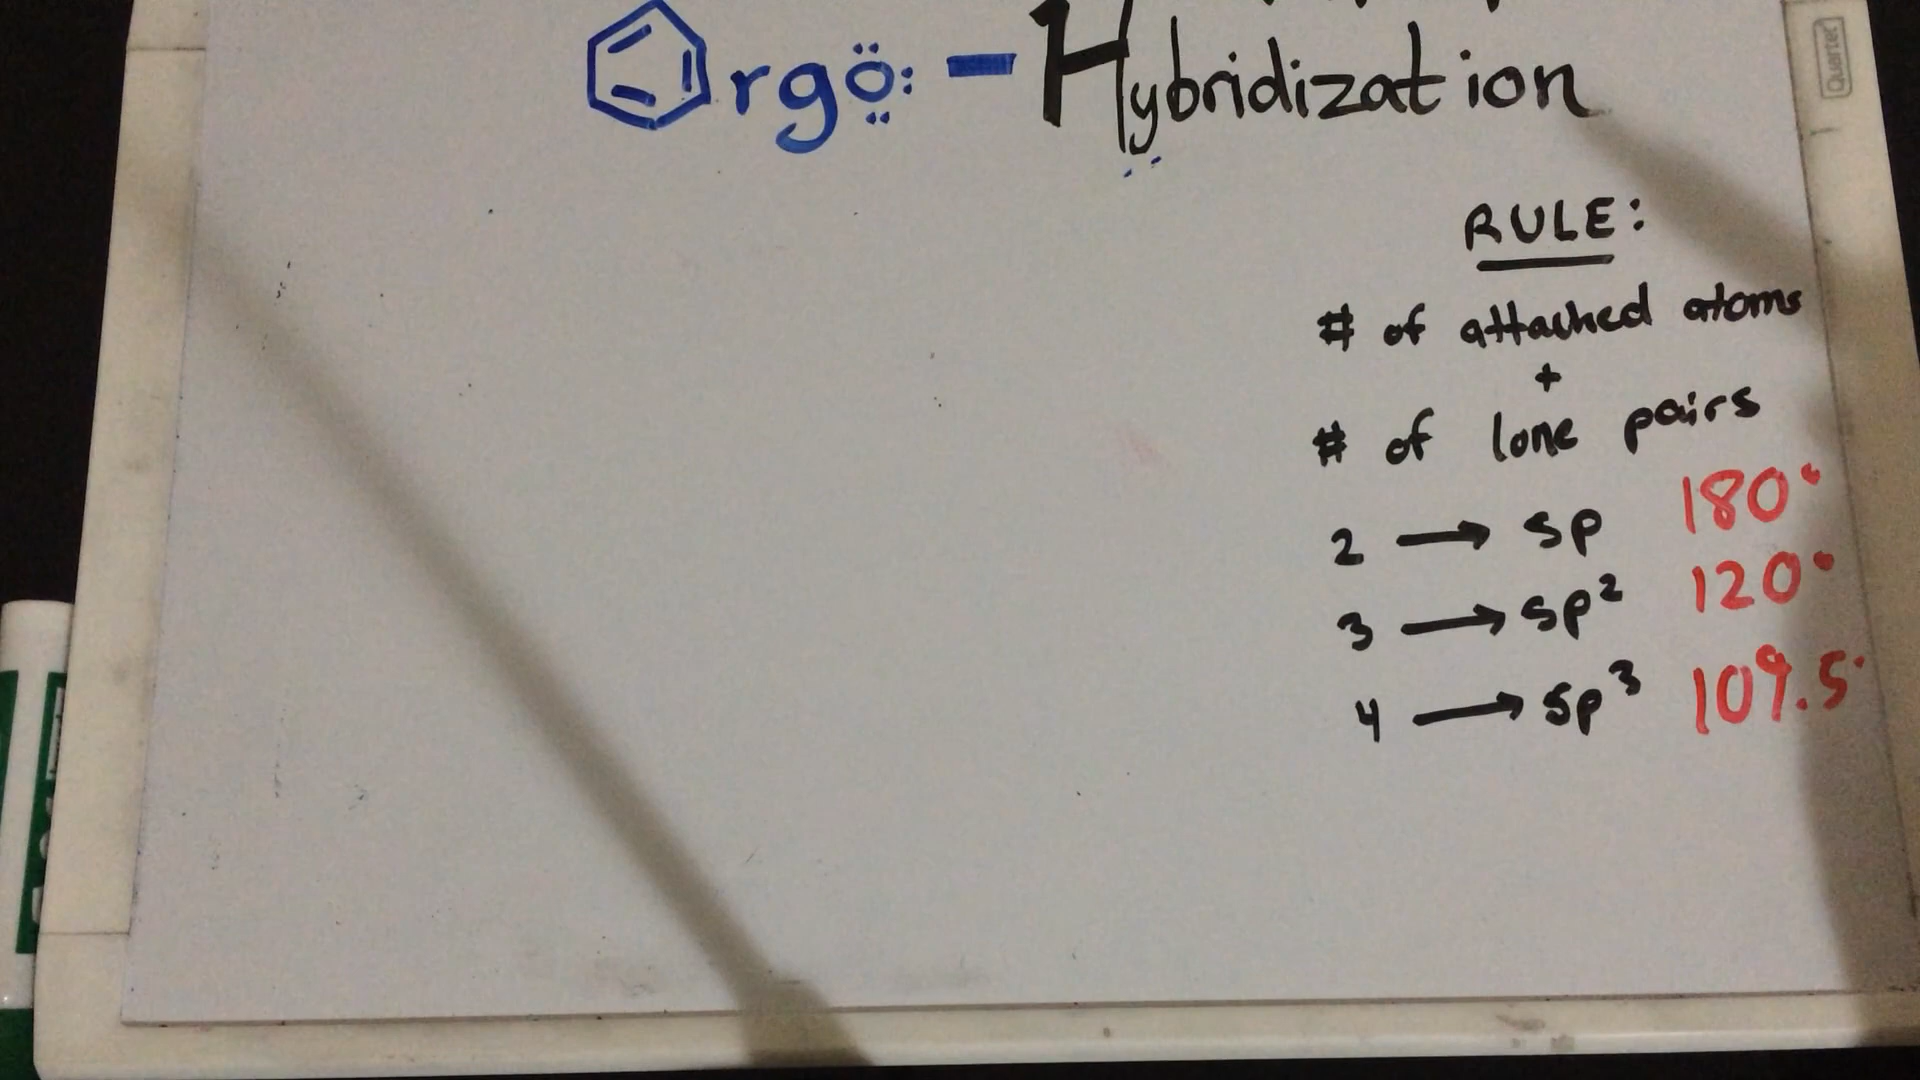 Orgo: - Hybridization
Quartet
RULE:
# of attached atoms
+
# of lone pairs
2 → sp 180°
3 → sp² 120°
4 → sp³ 109.5°